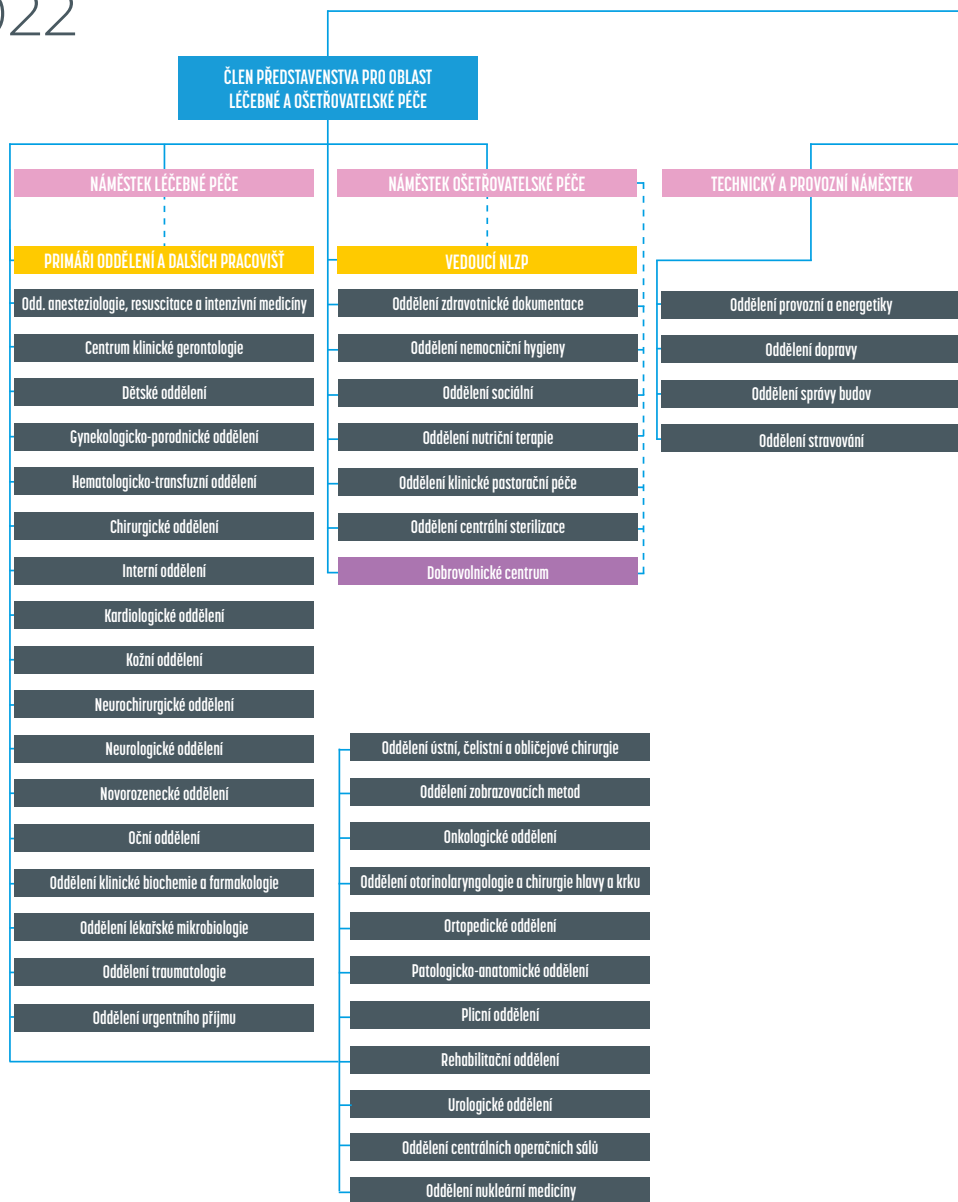 022
ČLEN PŘEDSTAVENSTVA PRO OBLAST
LÉČEBNÉ A OŠETŘOVATELSKÉ PÉČE
NÁMĚSTEK LÉČEBNÉ PÉČE
NÁMĚSTEK OŠETŘOVATELSKÉ PÉČE
TECHNICKÝ A PROVOZNÍ NÁMĚSTEK
PRIMÁŘI ODDĚLENÍ A DALŠÍCH PRACOVIŠŤ
Odd. anesteziologie, resuscitace a intenzivní medicíny
Centrum klinické gerontologie
Dětské oddělení
Gynekologicko-porodnické oddělení
Hematologicko-transfuzní oddělení
Chirurgické oddělení
Interní oddělení
Kardiologické oddělení
Kožní oddělení
Neurochirurgické oddělení
Neurologické oddělení
Novorozenecké oddělení
Oční oddělení
Oddělení klinické biochemie a farmakologie
Oddělení lékařské mikrobiologie
Oddělení traumatologie
Oddělení urgentního příjmu
VEDOUCÍ NLZP
Oddělení zdravotnické dokumentace
Oddělení nemocniční hygieny
Oddělení sociální
Oddělení nutriční terapie
Oddělení klinické pastorační péče
Oddělení centrální sterilizace
Dobrovolnické centrum
Oddělení ústní, čelistní a obličejové chirurgie
Oddělení zobrazovacích metod
Onkologické oddělení
Oddělení otorinolaryngologie a chirurgie hlavy a krku
Ortopedické oddělení
Patologicko-anatomické oddělení
Plicní oddělení
Rehabilitační oddělení
Urologické oddělení
Oddělení centrálních operačních sálů
Oddělení nukleární medicíny
Oddělení provozní a energetiky
Oddělení dopravy
Oddělení správy budov
Oddělení stravování